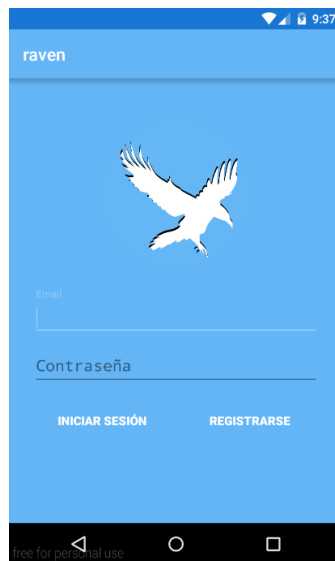 9:37
raven
Email
Contraseña
INICIAR SESIÓN REGISTRARSE
free for personal use